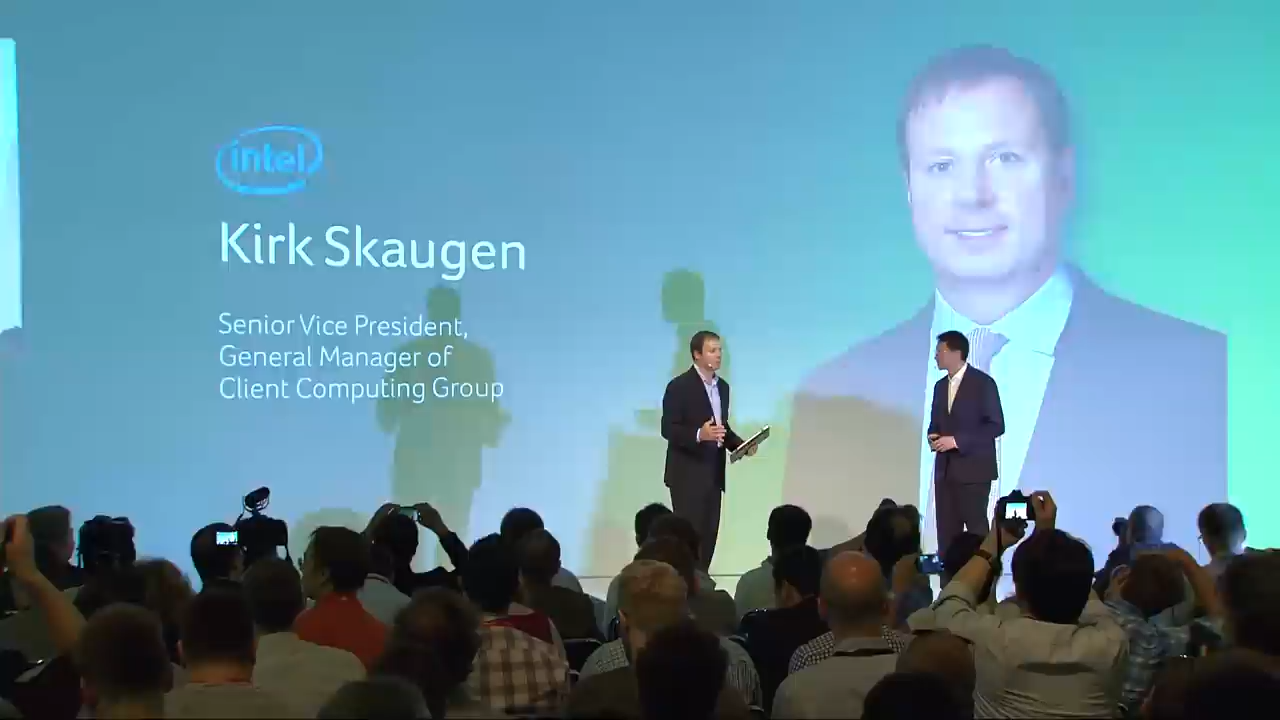 intel
Kirk Skaugen
Senior Vice President,
General Manager of
Client Computing Group